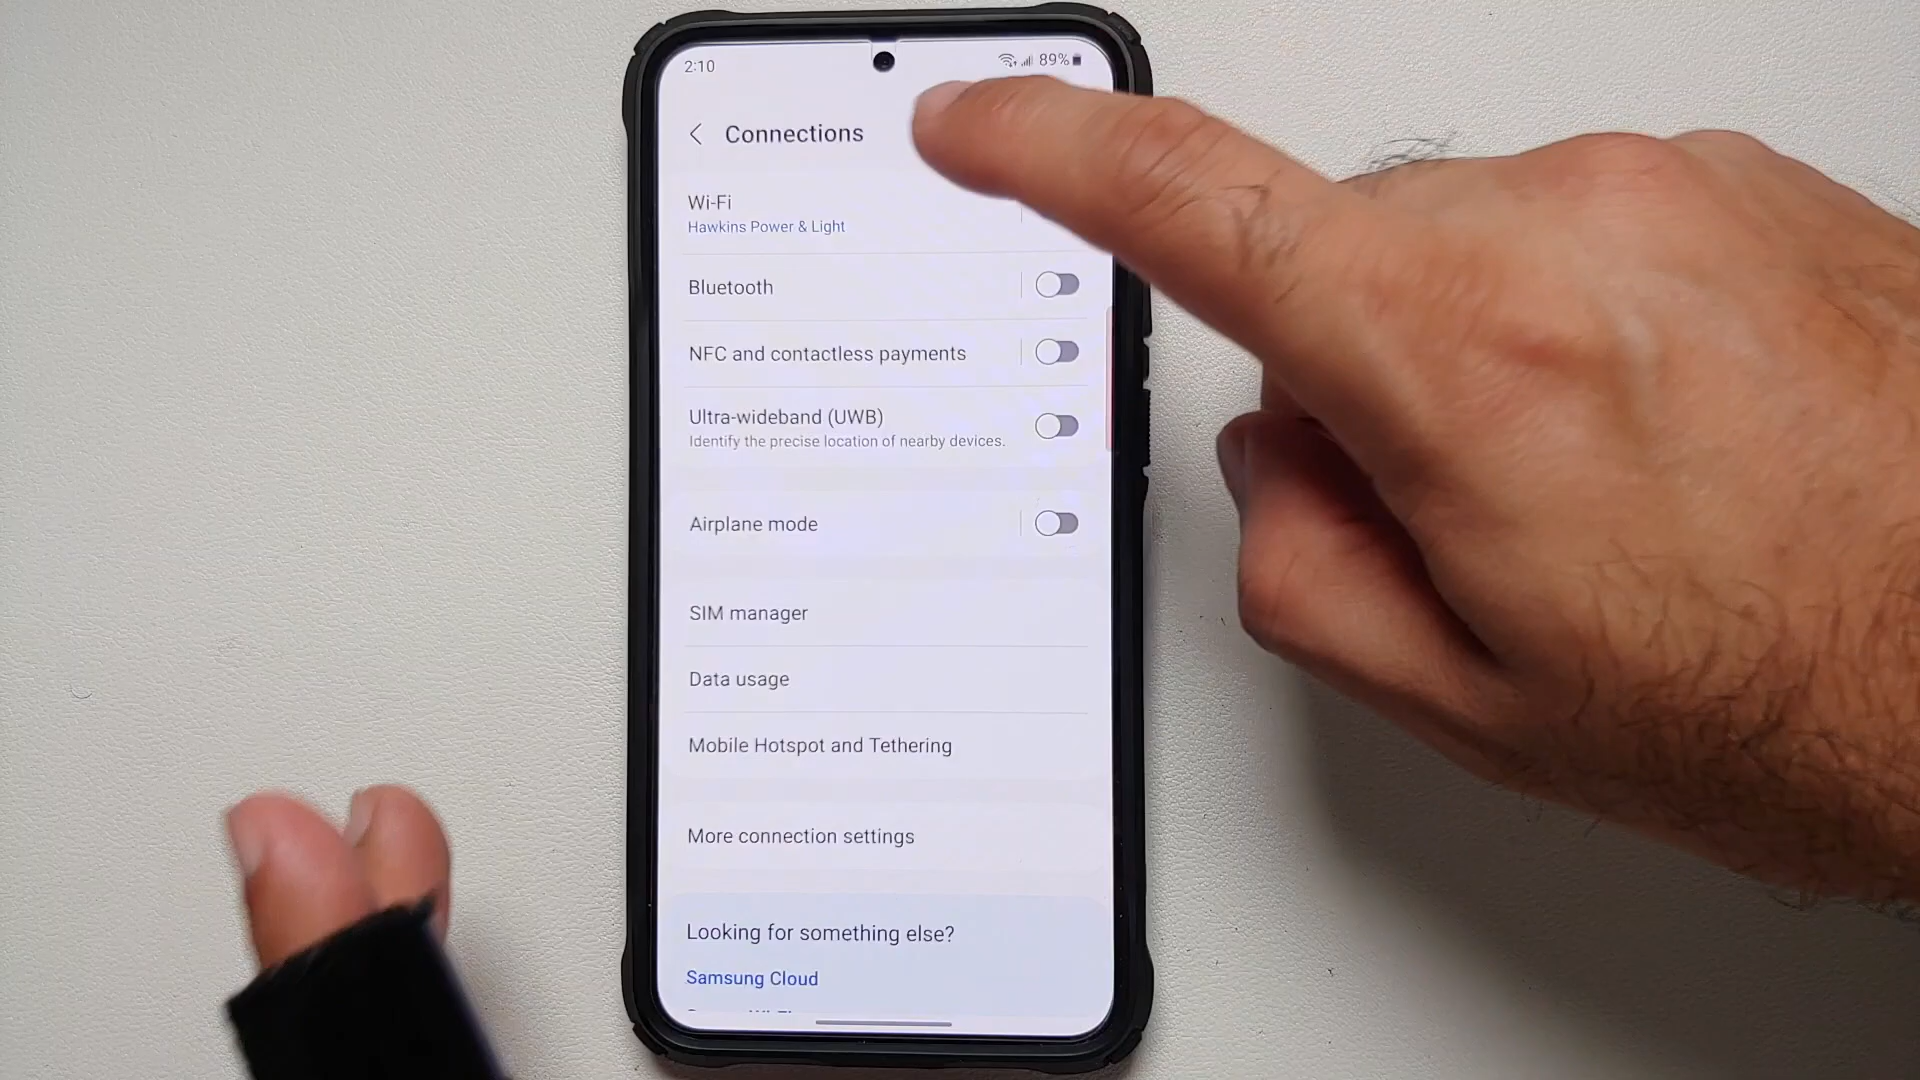 2:10
89%
Connections
Wi-Fi
Hawkins Power & Light
Bluetooth
NFC and contactless payments
Ultra-wideband (UWB)
Identify the precise location of nearby devices.
Airplane mode
SIM manager
Data usage
Mobile Hotspot and Tethering
More connection settings
Looking for something else?
Samsung Cloud